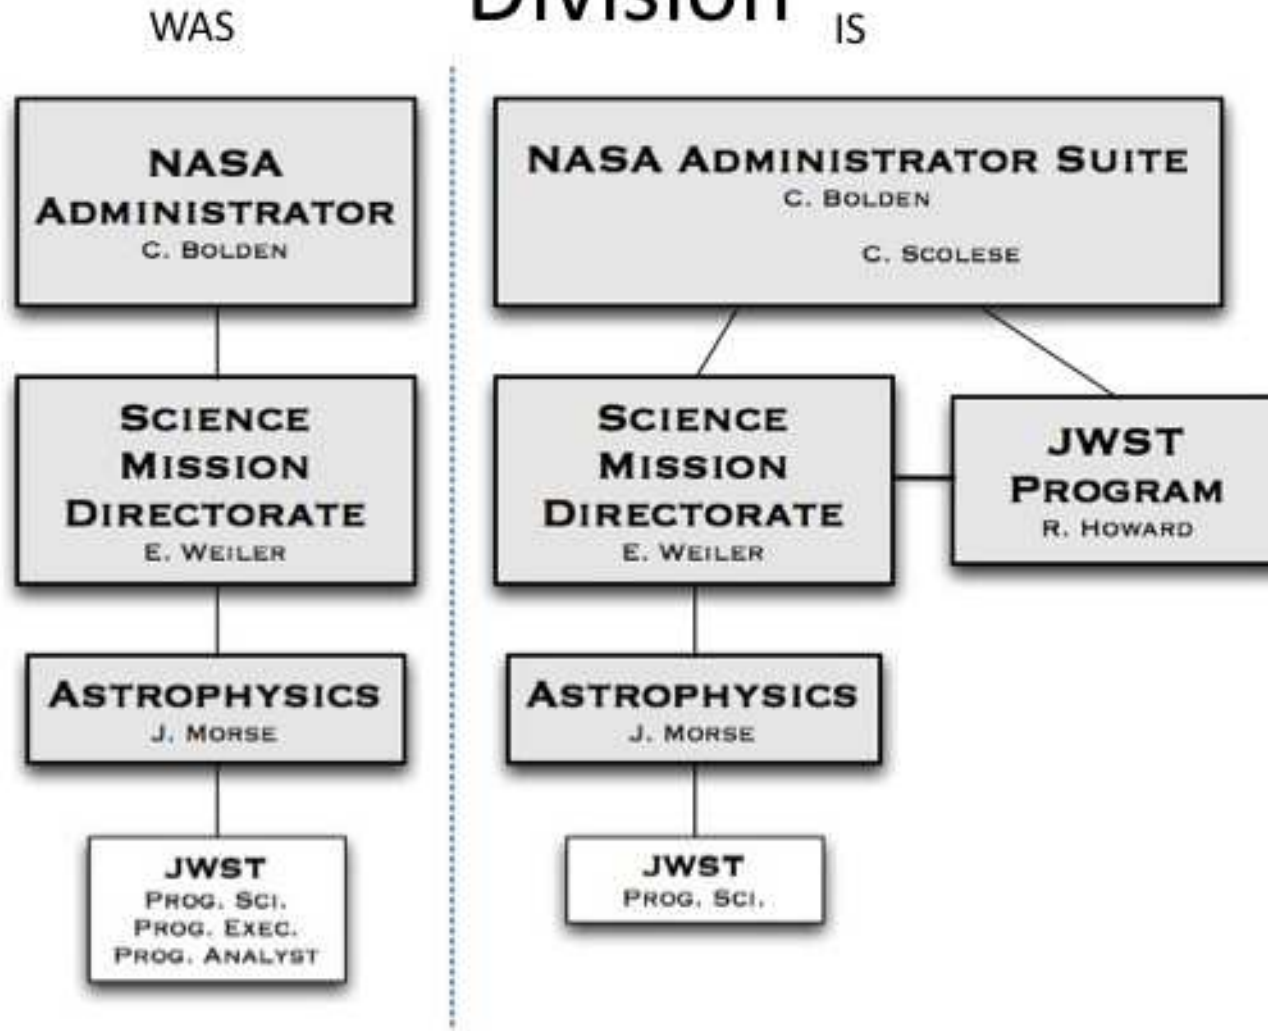 Division
WAS
IS
NASA
ADMINISTRATOR
C. BOLDEN
SCIENCE
MISSION
DIRECTORATE
E. WEILER
ASTROPHYSICS
J. MORSE
JWST
PROG. SCI.
PROG. EXEC.
PROG. ANALYST
NASA ADMINISTRATOR SUITE
C. BOLDEN
C. SCOLESE
SCIENCE
MISSION
DIRECTORATE
E. WEILER
JWST
PROGRAM
R. HOWARD
ASTROPHYSICS
J. MORSE
JWST
PROG. SCI.